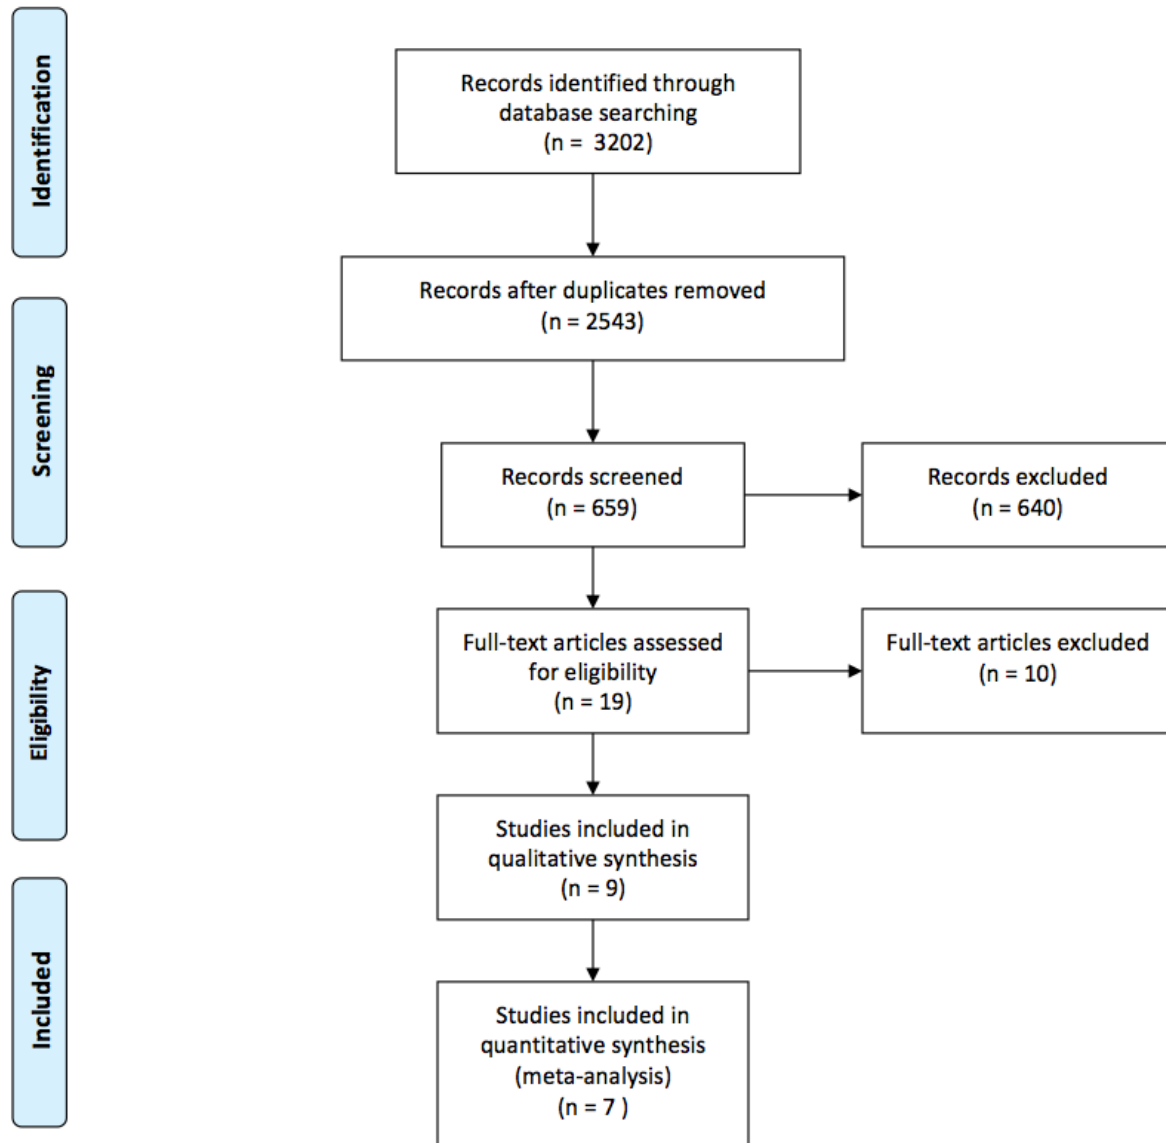 Identification
Records identified through
database searching
(n = 3202)
Records after duplicates removed
(n = 2543)
Screening
Records screened
(n = 659)
Records excluded
(n = 640)
Eligibility
Full-text articles assessed
for eligibility
(n = 19)
Full-text articles excluded
(n = 10)
Studies included in
qualitative synthesis
(n = 9)
Included
Studies included in
quantitative synthesis
(meta-analysis)
(n = 7 )